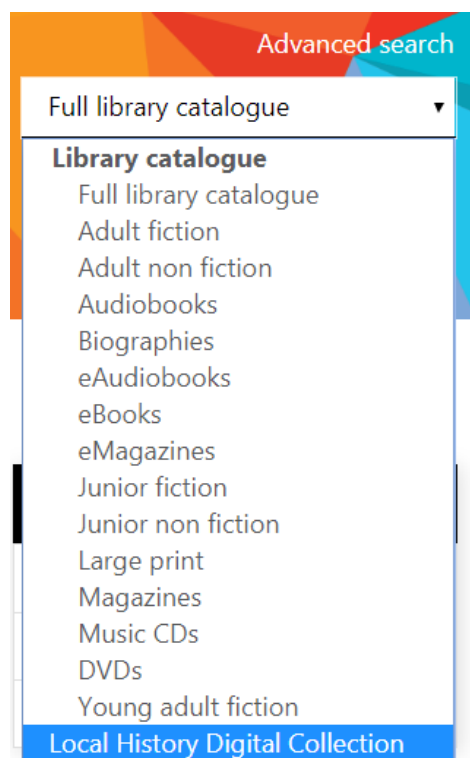 Advanced search
Full library catalogue
Library catalogue
Full library catalogue
Adult fiction
Adult non fiction
Audiobooks
Biographies
eAudiobooks
eBooks
eMagazines
Junior fiction
Junior non fiction
Large print
Magazines
Music CDs
DVDs
Young adult fiction
Local History Digital Collection